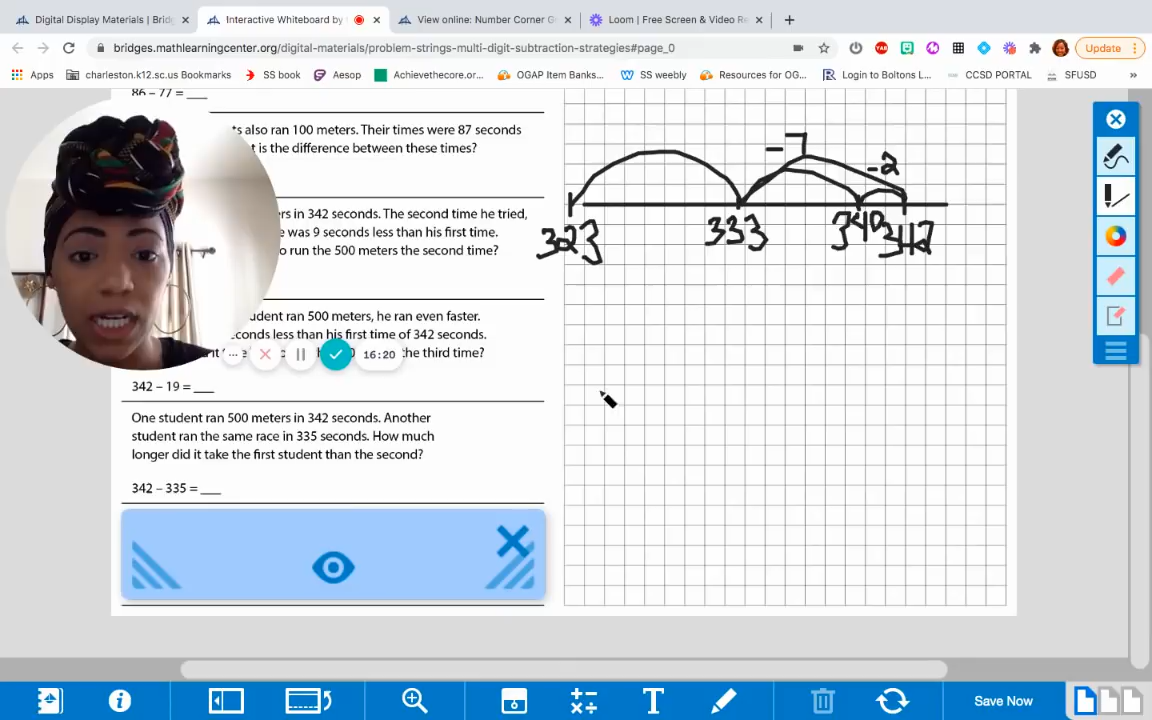 Digital Display Materials | Bridg
Interactive Whiteboard by
View online: Number Corner G
Loom | Free Screen & Video Re
bridges.mathlearningcenter.org/digital-materials/problem-strings-multi-digit-subtraction-strategies#page_0
Update
Apps
charleston.k12.sc.us Bookmarks
SS book
Aesop
Achievethecore.or...
OGAP Item Banks...
SS weekly
Resources for OG...
Login to Boltons L...
CCSD PORTAL
SFUSD
86 – 77 = ___
ts also ran 100 meters. Their times were 87 seconds
t is the difference between these times?
rs in 342 seconds. The second time he tried,
e was 9 seconds less than his first time.
o run the 500 meters the second time?
udent ran 500 meters, he ran even faster.
conds less than his first time of 342 seconds.
the third time?
16:20
342 – 19 = ___
One student ran 500 meters in 342 seconds. Another
student ran the same race in 335 seconds. How much
longer did it take the first student than the second?
342 – 335 = ___
-7
-2
323
333
340
342
Save Now